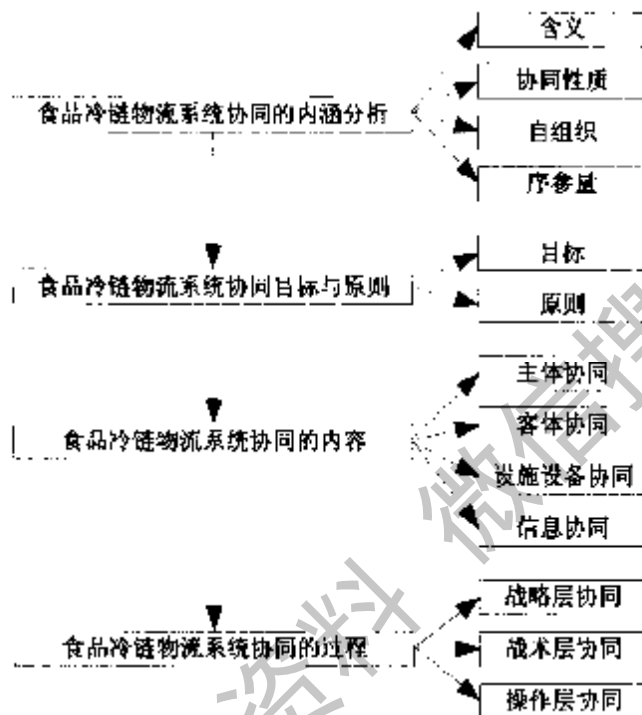 含义
协同性质
食品冷链物流系统协同的内涵分析
自组织
序参量
目标
食品冷链物流系统协同目标与原则
原则
主体协同
客体协同
食品冷链物流系统协同的内容
设施设备协同
信息协同
战略层协同
食品冷链物流系统协同的过程
战术层协同
操作层协同
微信搜
资料